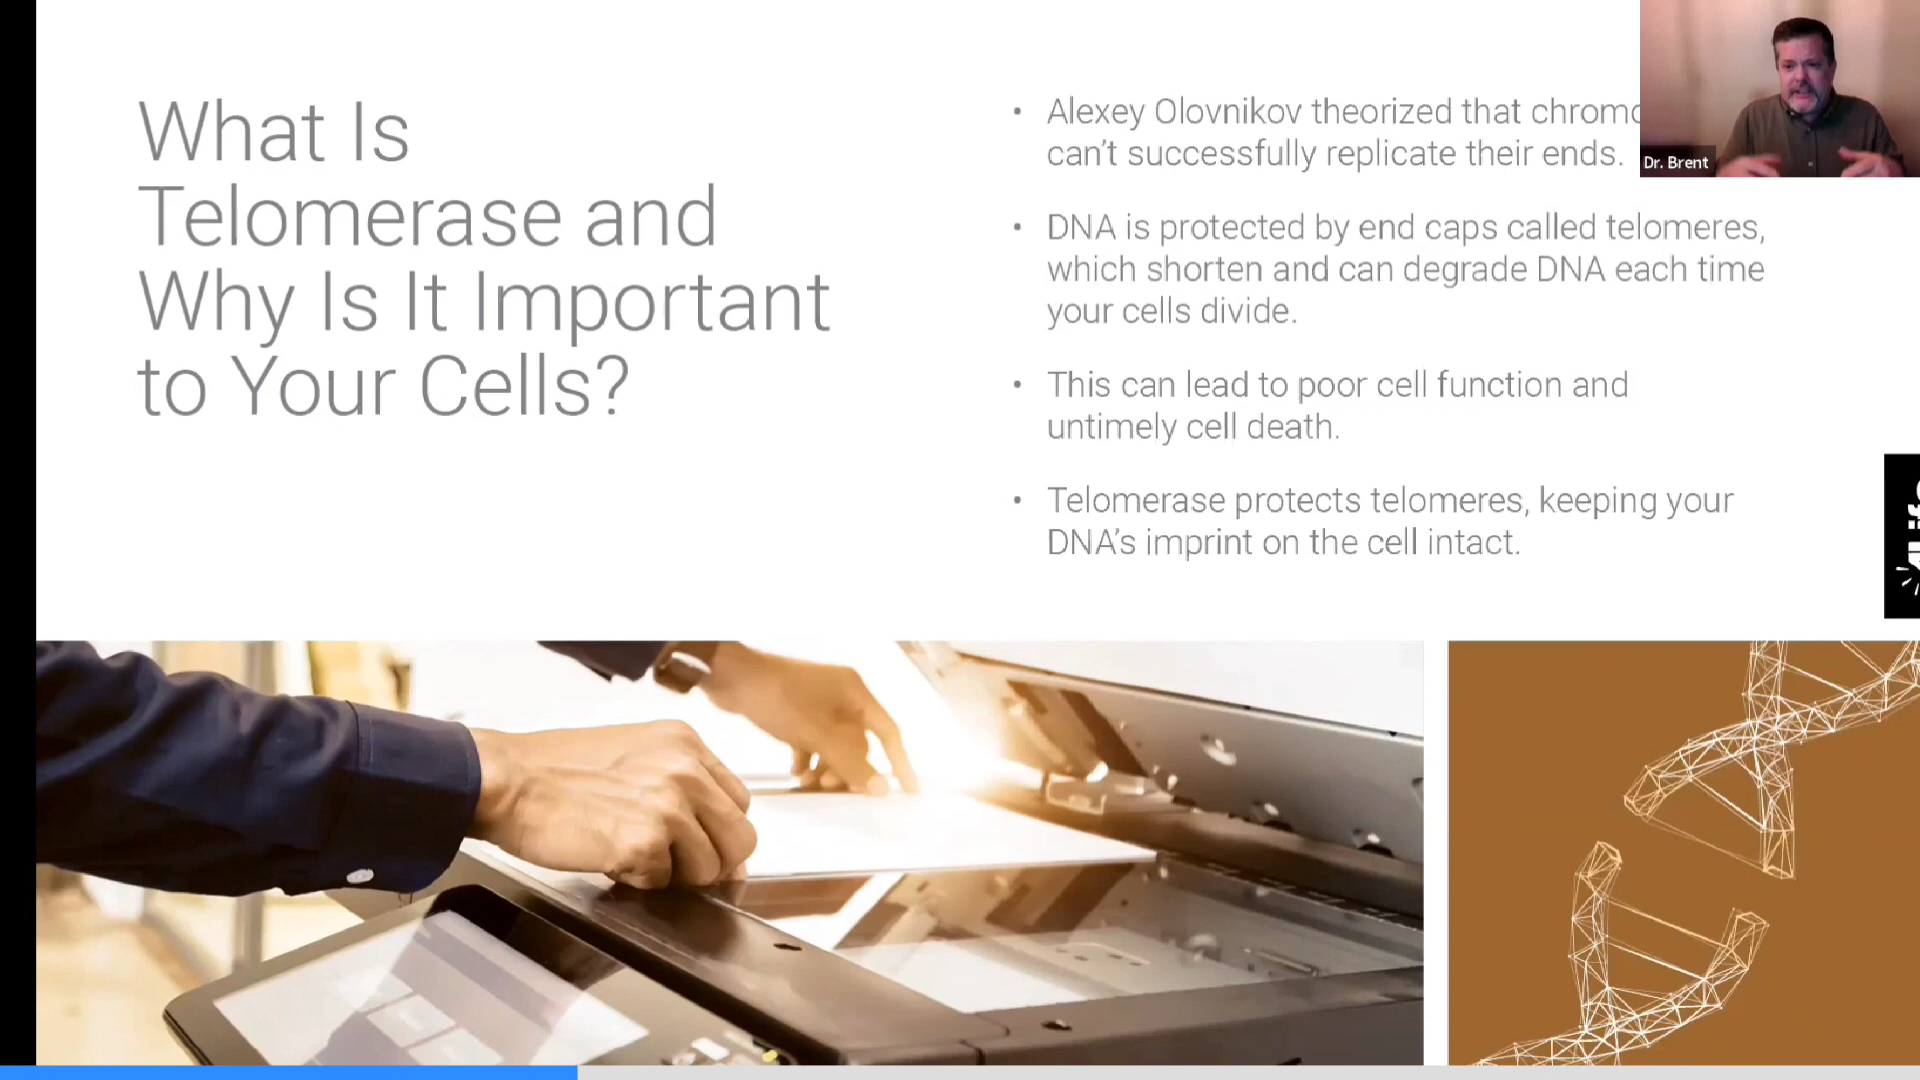 What Is
Telomerase and
Why Is It Important
to Your Cells?
• Alexey Olovnikov theorized that
can’t successfully replicate their ends.
• DNA is protected by end caps called telomeres,
which shorten and can degrade DNA each time
your cells divide.
• This can lead to poor cell function and
untimely cell death.
• Telomerase protects telomeres, keeping your
DNA’s imprint on the cell intact.
Dr. Brent